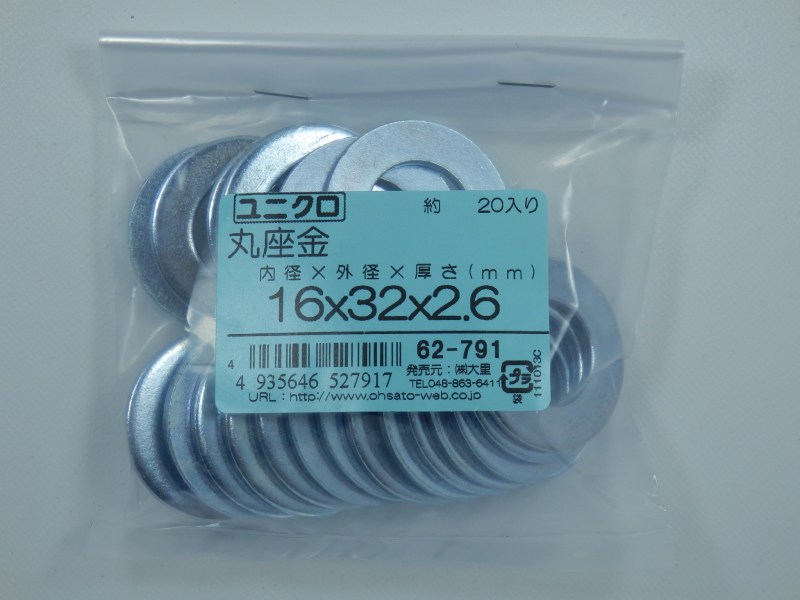 ユニクロ 約 20入り
丸座金
内径×外径×厚さ(mm)
16x32x2.6
62-791
4
4 935646 527917
発売元:㈱大里
TEL048-863-6411
プラ
袋
111013C
URL:http://www.ohsato-web.co.jp